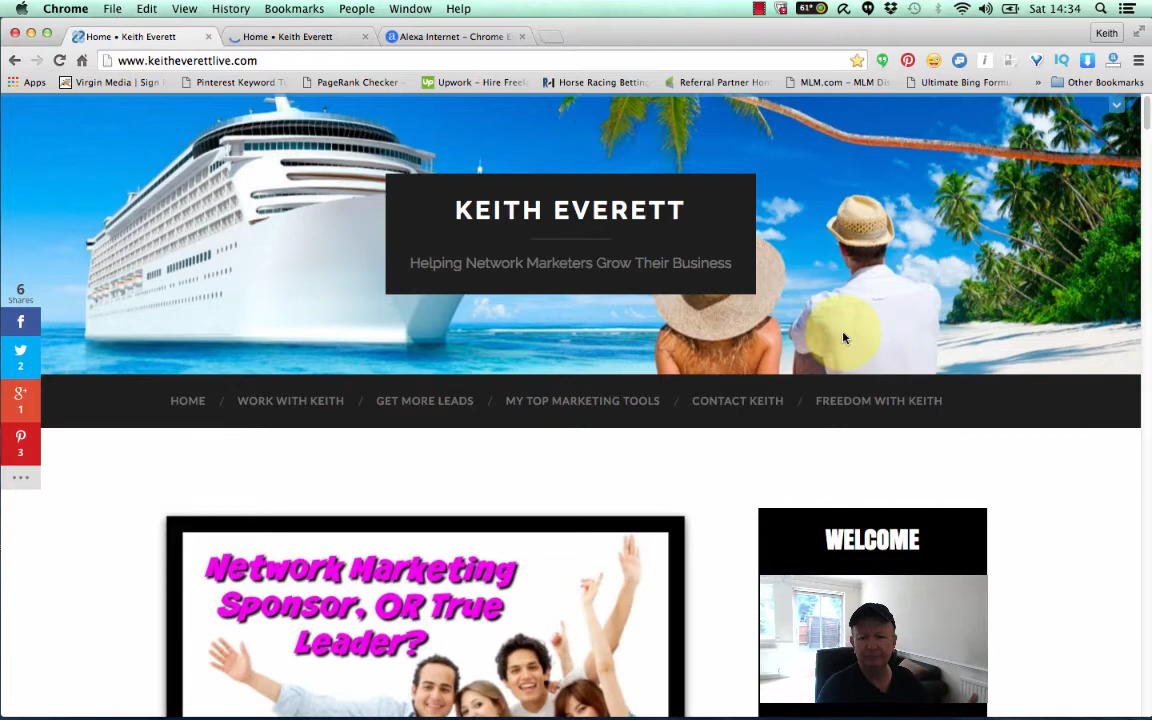 Chrome File Edit View History Bookmarks People Window Help 61° Sat 14:34
Home • Keith Everett Home • Keith Everett Alexa Internet – Chrome E Keith
www.keitheverettlive.com
Apps Virgin Media | Sign Pinterest Keyword T PageRank Checker - Upwork – Hire Freel Horse Racing Betting Referral Partner Hom MLM.com – MLM Di Ultimate Bing Formu » Other Bookmarks
KEITH EVERETT
Helping Network Marketers Grow Their Business
6
Shares
2
1
3
HOME / WORK WITH KEITH / GET MORE LEADS / MY TOP MARKETING TOOLS / CONTACT KEITH / FREEDOM WITH KEITH
Network Marketing
Sponsor, OR True
Leader?
WELCOME